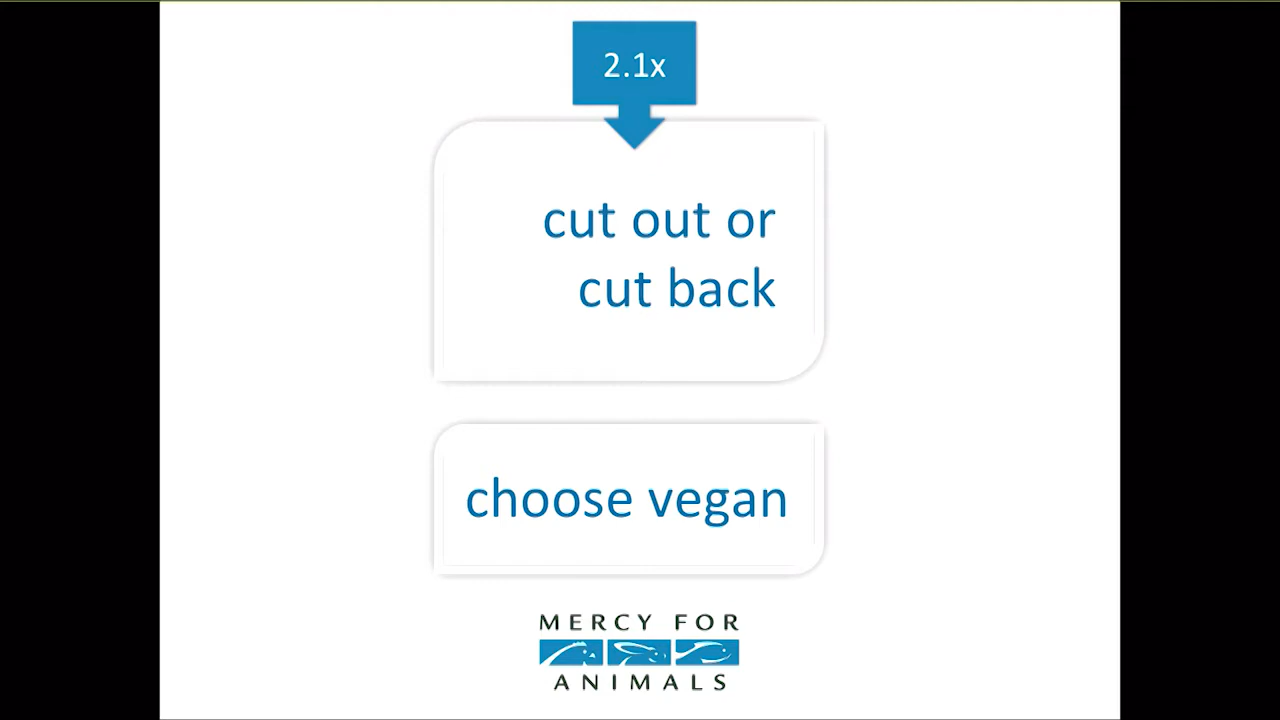 2.1x
cut out or
cut back
choose vegan
MERCY FOR
ANIMALS